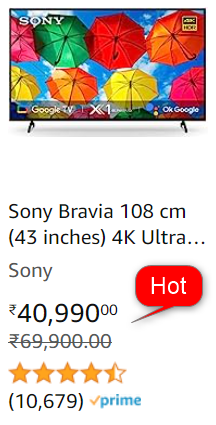 SONY
4K HDR
Google TV X1 Ok Google
Sony Bravia 108 cm
(43 inches) 4K Ultra...
Sony
Hot
₹40,99000
₹69,900.00
(10,679) prime